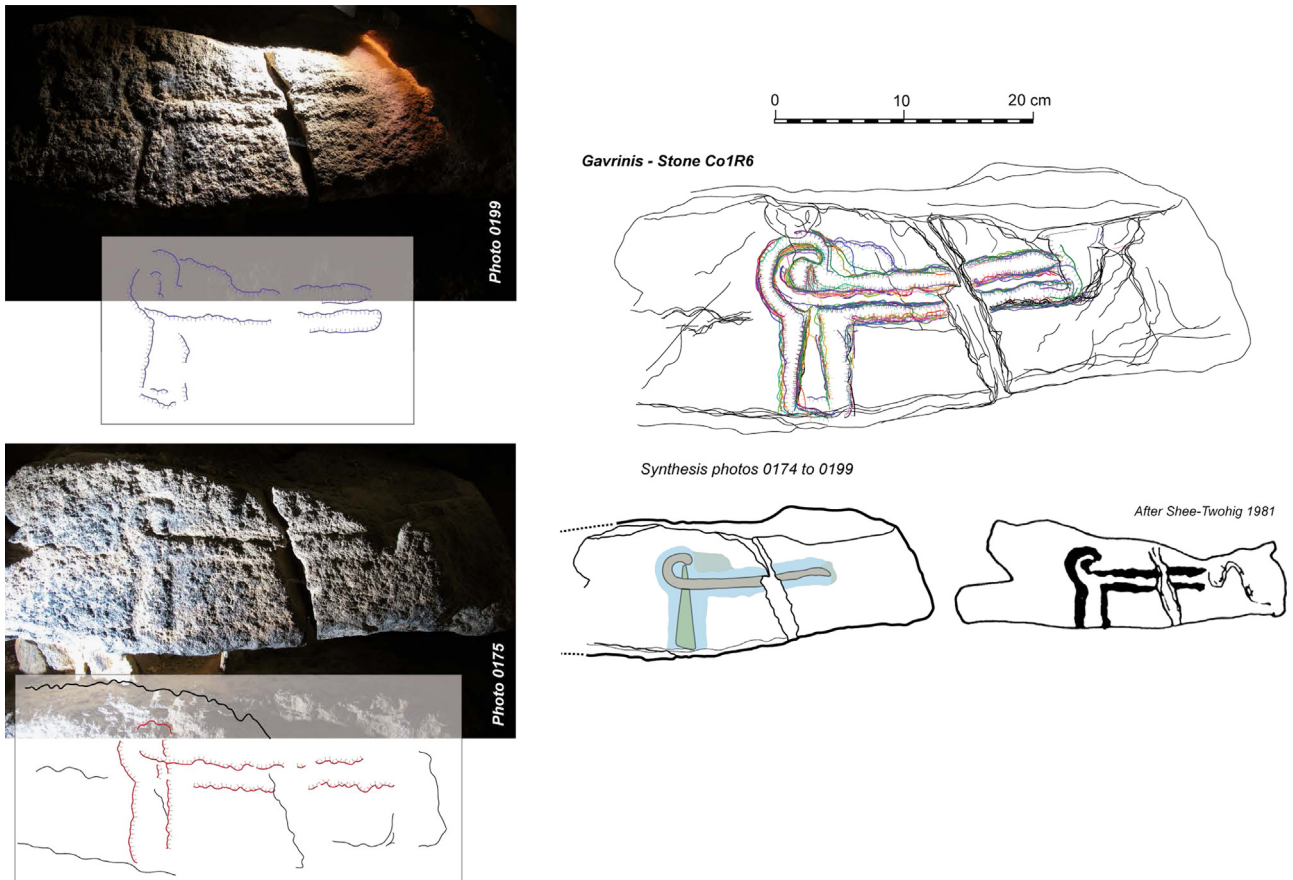 Photo 0199
0 10 20 cm
Gavrinis - Stone Co1R6
Synthesis photos 0174 to 0199
After Shee-Twohig 1981
Photo 0175